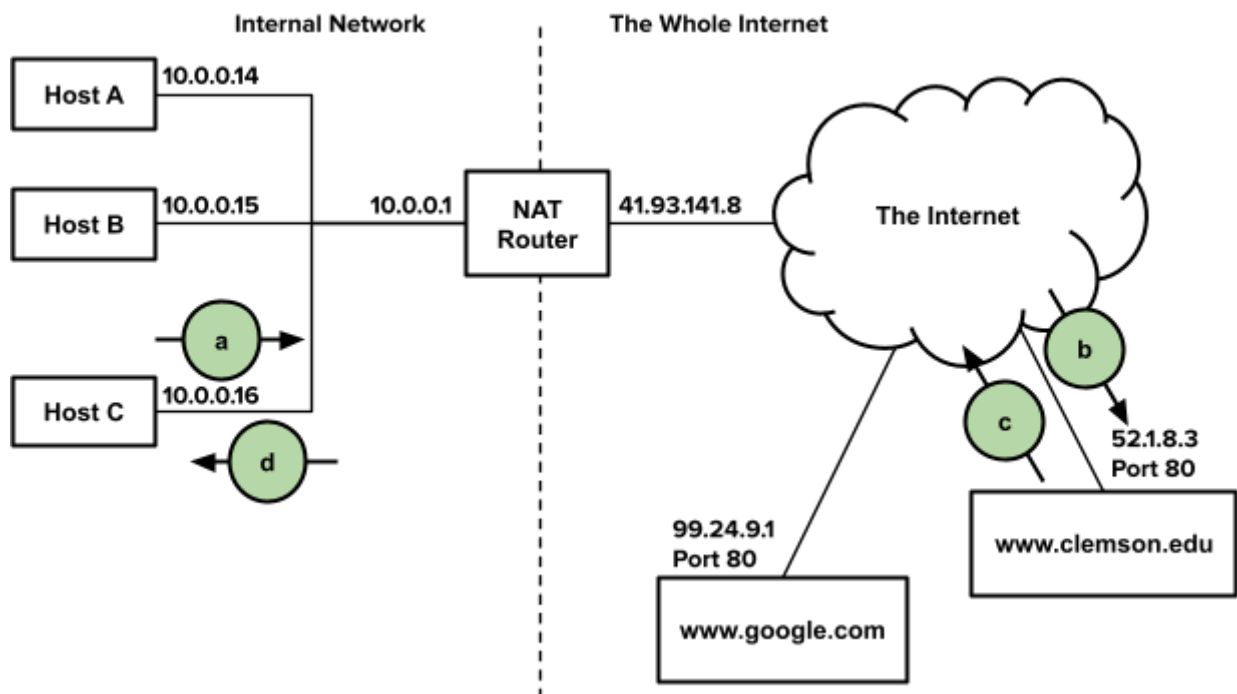 Internal Network
The Whole Internet
10.0.0.14
Host A
10.0.0.15
Host B
10.0.0.1
NAT
Router
41.93.141.8
The Internet
a
b
10.0.0.16
Host C
c
d
52.1.8.3
Port 80
www.clemson.edu
99.24.9.1
Port 80
www.google.com